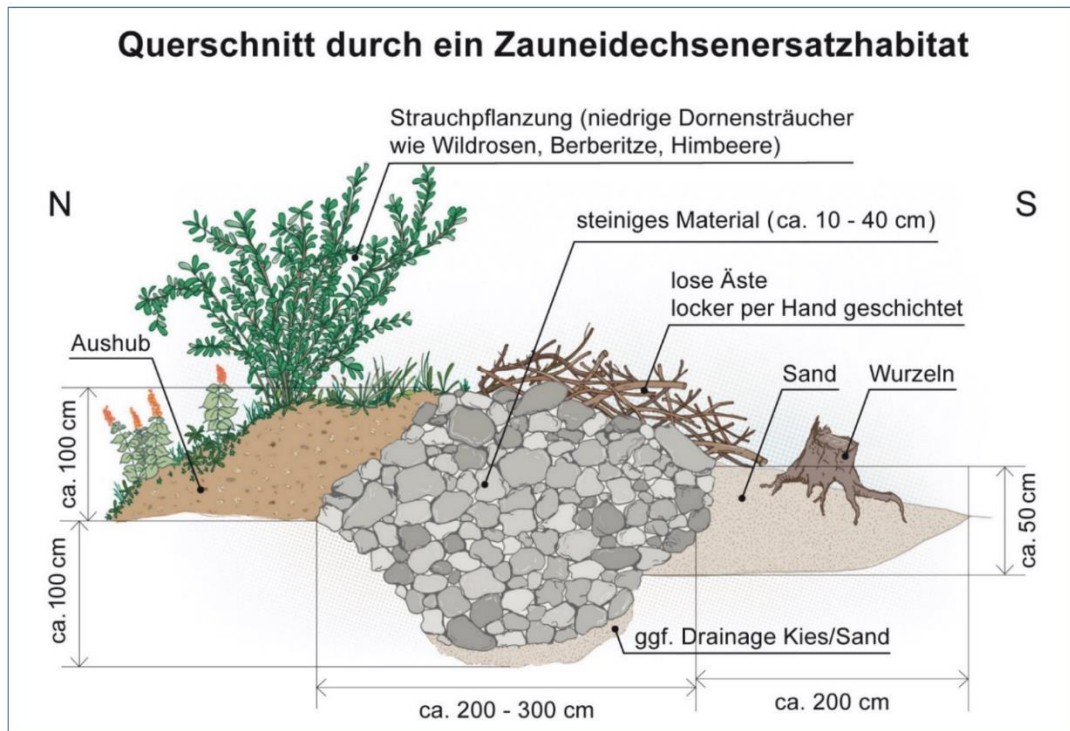 Querschnitt durch ein Zauneidechsenersatzhabitat
Strauchpflanzung (niedrige Dornensträucher
wie Wildrosen, Berberitze, Himbeere)
N
S
steiniges Material (ca. 10 - 40 cm)
lose Äste
locker per Hand geschichtet
Aushub
Sand
Wurzeln
ca. 100 cm
ca. 50 cm
ca. 100 cm
ggf. Drainage Kies/Sand
ca. 200 - 300 cm
ca. 200 cm